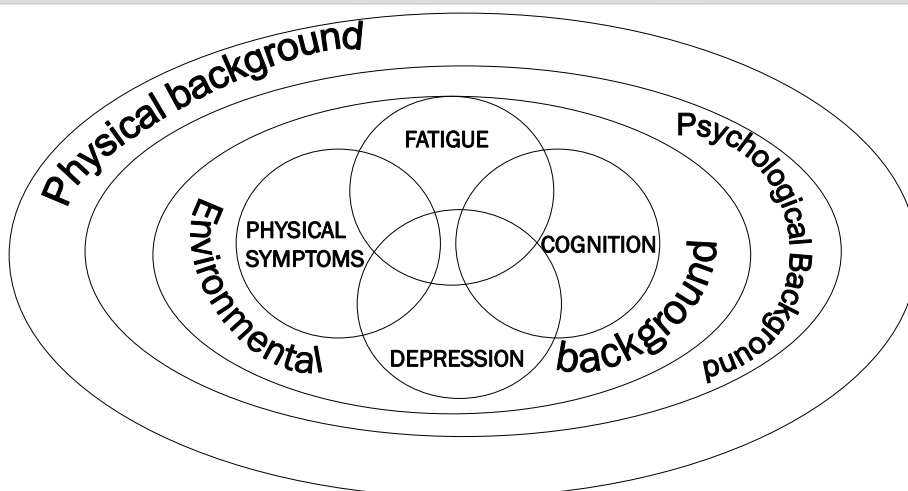 Physical background
Psychological Background
FATIGUE
Environmental background
PHYSICAL
SYMPTOMS
COGNITION
DEPRESSION